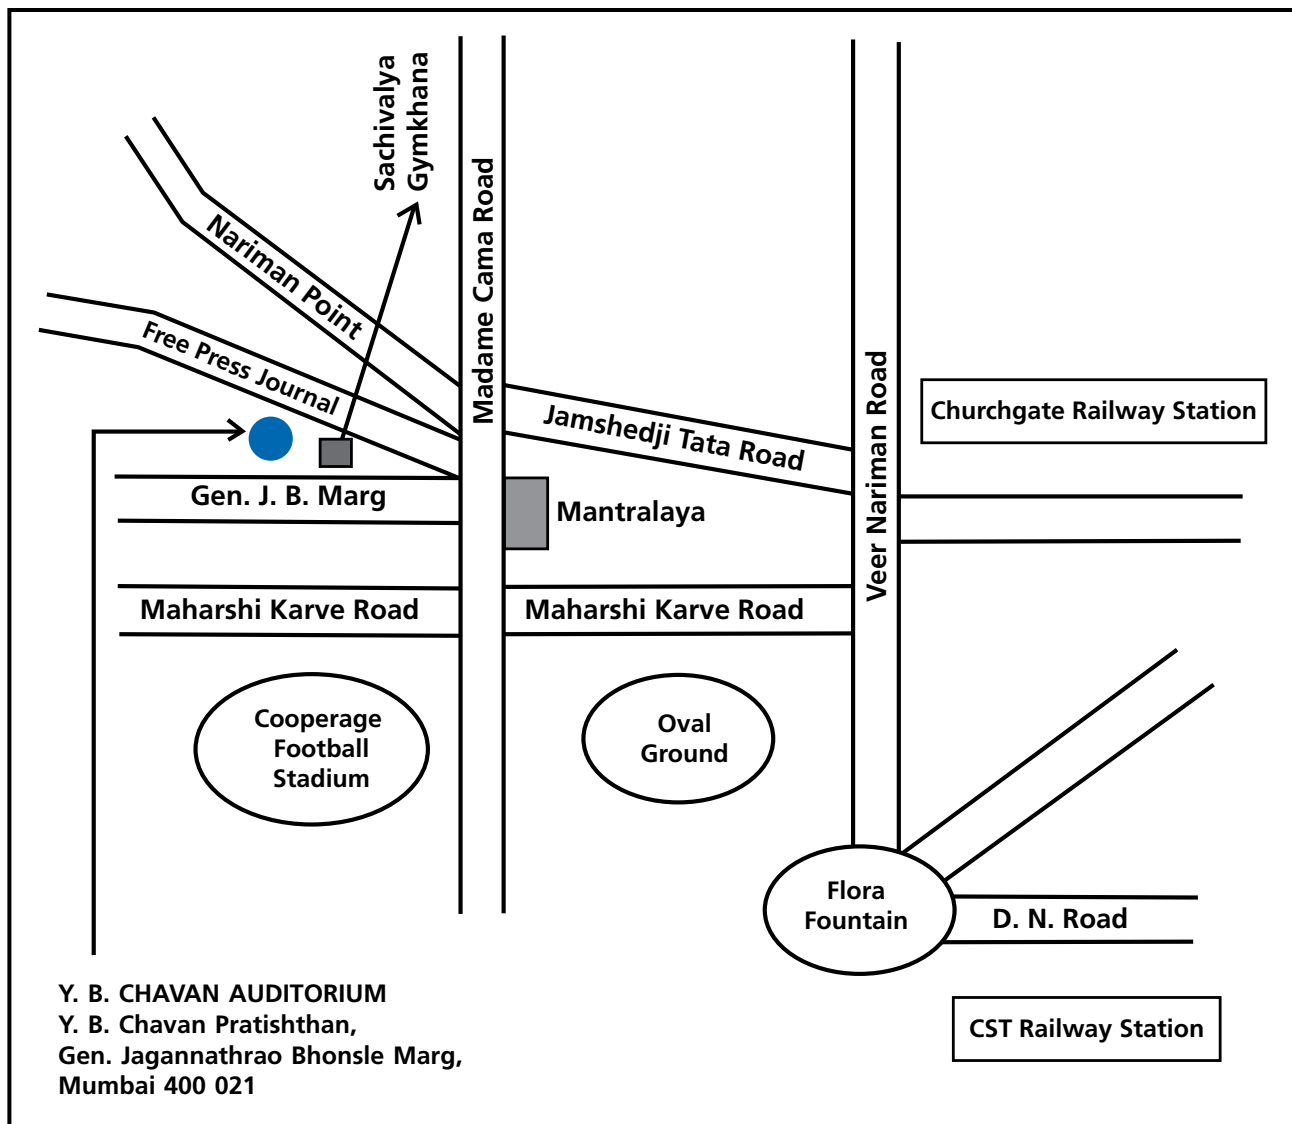 Sachivalya
Gymkhana
Nariman Point
Free Press Journal
Madame Cama Road
Jamshedji Tata Road
Veer Nariman Road
Churchgate Railway Station
Gen. J. B. Marg
Mantralaya
Maharshi Karve Road
Maharshi Karve Road
Cooperage
Football
Stadium
Oval
Ground
Flora
Fountain
D. N. Road
Y. B. CHAVAN AUDITORIUM
Y. B. Chavan Pratishthan,
Gen. Jagannathrao Bhonsle Marg,
Mumbai 400 021
CST Railway Station